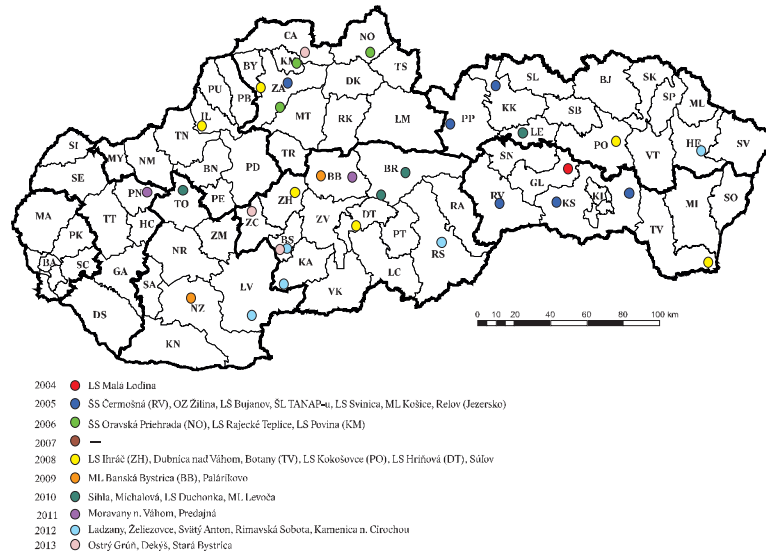 CA
NO
BY
KM
TS
PU
ZA
DK
PB
SL
BJ
SK
SP
ML
PP
KK
SB
IL
MT
RK
LM
LE
TN
PO
VT
HE
SV
SI
MY
NM
TR
SN
BN
PD
BB
BR
GL
SE
PN
TO
PE
ZH
RA
RV
KS
MI
SO
MA
TT
HC
ZC
ZV
DT
TV
PK
NR
ZM
BS
PT
BA
SC
KA
RS
GA
SA
LV
VK
LC
DS
NZ
KN
0 10 20 40 60 80 100 km
2004 LS Malá Lodina
2005 ŠS Čermošná (RV), OZ Žilina, LŠ Bujanov, ŠL TANAP-u, LS Svinica, ML Košice, Relov (Jezersko)
2006 ŠS Oravská Priehrada (NO), LS Rajecké Teplice, LS Povina (KM)
2007 —
2008 LS Ihráč (ZH), Dubnica nad Váhom, Botany (TV), LS Kokošovce (PO), LS Hriňová (DT), Súľov
2009 ML Banská Bystrica (BB), Palárikovo
2010 Sihla, Michalová, LS Duchonka, ML Levoča
2011 Moravany n. Váhom, Predajná
2012 Ladzany, Želiezovce, Svätý Anton, Rimavská Sobota, Kamenica n. Cirochou
2013 Ostrý Grúň, Dekýš, Stará Bystrica